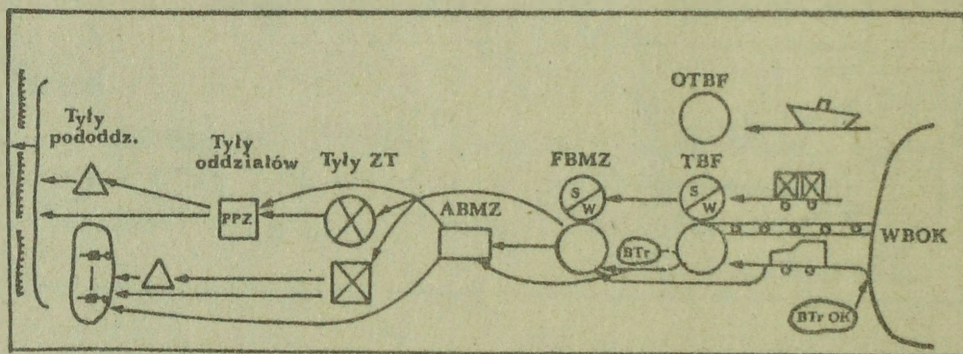 OTBF
Tyły
pododdz.
Tyły
oddziałów
Tyły ZT
FBMZ
TBF
S/W
S/W
ABMZ
PPZ
WBOK
BTr
BTr OK